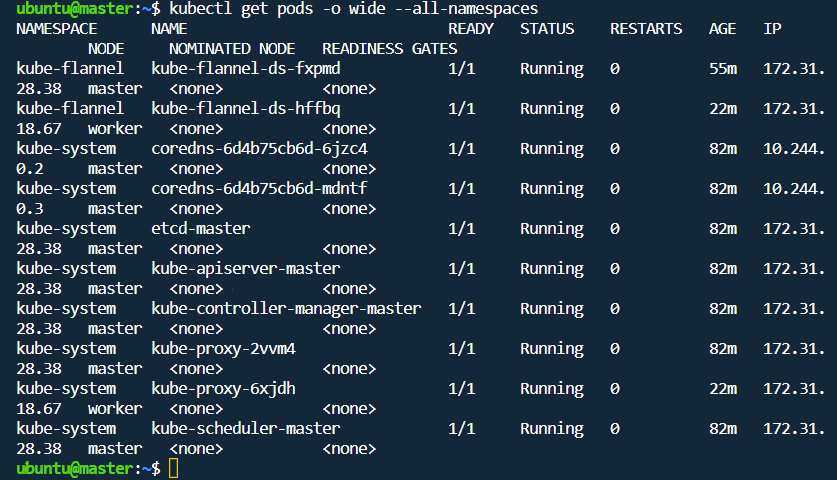 ubuntu@master:~$ kubectl get pods -o wide --all-namespaces
NAMESPACE      NAME                             READY   STATUS    RESTARTS   AGE   IP
        NODE     NOMINATED NODE   READINESS GATES
kube-flannel   kube-flannel-ds-fxpmd            1/1     Running   0          55m   172.31.
28.38   master   <none>           <none>
kube-flannel   kube-flannel-ds-hffbq            1/1     Running   0          22m   172.31.
18.67   worker   <none>           <none>
kube-system    coredns-6d4b75cb6d-6jzc4         1/1     Running   0          82m   10.244.
0.2     master   <none>           <none>
kube-system    coredns-6d4b75cb6d-mdntf         1/1     Running   0          82m   10.244.
0.3     master   <none>           <none>
kube-system    etcd-master                      1/1     Running   0          82m   172.31.
28.38   master   <none>           <none>
kube-system    kube-apiserver-master            1/1     Running   0          82m   172.31.
28.38   master   <none>           <none>
kube-system    kube-controller-manager-master   1/1     Running   0          82m   172.31.
28.38   master   <none>           <none>
kube-system    kube-proxy-2vvm4                 1/1     Running   0          82m   172.31.
28.38   master   <none>           <none>
kube-system    kube-proxy-6xjdh                 1/1     Running   0          22m   172.31.
18.67   worker   <none>           <none>
kube-system    kube-scheduler-master            1/1     Running   0          82m   172.31.
28.38   master   <none>           <none>
ubuntu@master:~$